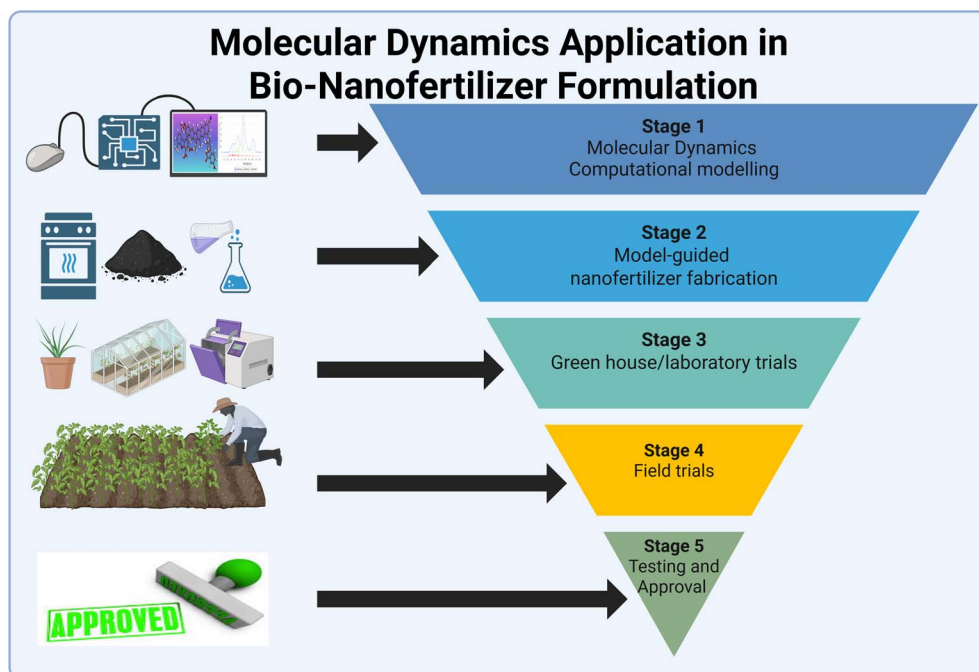 Molecular Dynamics Application in
Bio-Nanofertilizer Formulation
Stage 1
Molecular Dynamics
Computational modelling
Stage 2
Model-guided
nanofertilizer fabrication
Stage 3
Green house/laboratory trials
Stage 4
Field trials
Stage 5
Testing and
Approval
APPROVED